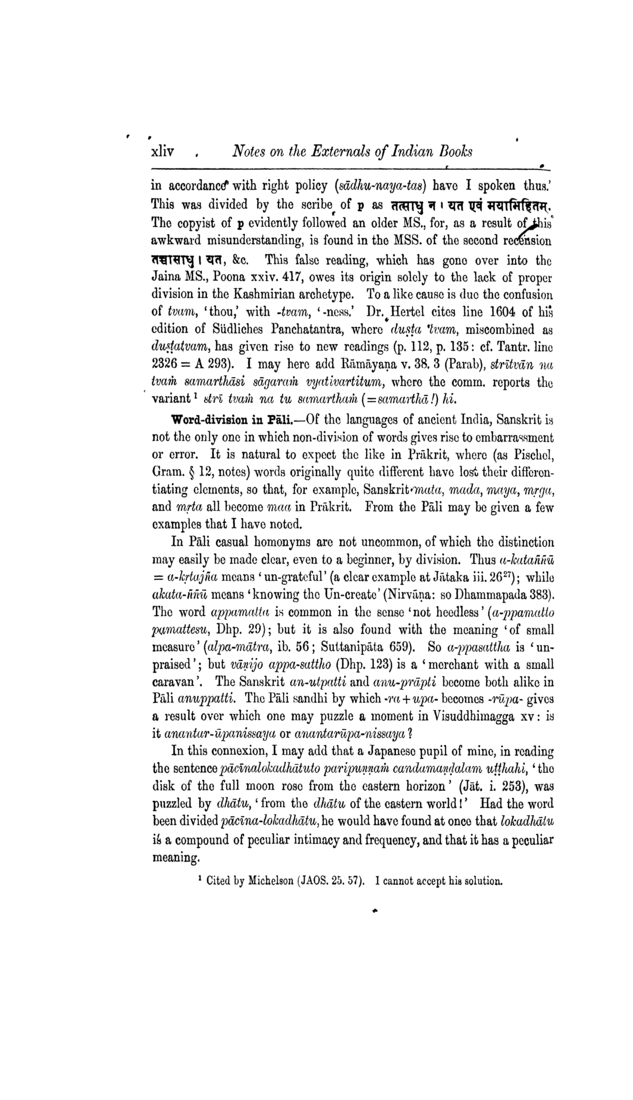 xliv Notes on the Externals of Indian Books
in accordance with right policy (sādhu-naya-tas) have I spoken thus.'
This was divided by the scribe of p as तत्साधु न । यत एवं मयाभिहितम्.
The copyist of p evidently followed an older MS., for, as a result of this
awkward misunderstanding, is found in the MSS. of the second recension
तन्नासाधु । यत, &c. This false reading, which has gone over into the
Jaina MS., Poona xxiv. 417, owes its origin solely to the lack of proper
division in the Kashmirian archetype. To a like cause is due the confusion
of tvam, 'thou,' with -tvam, '-ness.' Dr. Hertel cites line 1604 of his
edition of Südliches Panchatantra, where duṣṭa 'tvam, miscombined as
duṣṭatvam, has given rise to new readings (p. 112, p. 135: cf. Tantr. line
2326 = A 293). I may here add Rāmāyaṇa v. 38. 3 (Parab), strītvān na
tvaṁ samarthāsi sāgaraṁ vyativartitum, where the comm. reports the
variant¹ strī tvaṁ na tu samarthaṁ (=samarthā!) hi.
Word-division in Pāli.—Of the languages of ancient India, Sanskrit is
not the only one in which non-division of words gives rise to embarrassment
or error. It is natural to expect the like in Prākrit, where (as Pischel,
Gram. § 12, notes) words originally quite different have lost their differen-
tiating elements, so that, for example, Sanskrit mata, mada, maya, mṛga,
and mṛta all become maa in Prākrit. From the Pāli may be given a few
examples that I have noted.
In Pāli casual homonyms are not uncommon, of which the distinction
may easily be made clear, even to a beginner, by division. Thus a-kataññū
= a-kṛtajña means 'un-grateful' (a clear example at Jātaka iii. 26²⁷); while
akata-ññū means 'knowing the Un-create' (Nirvāṇa: so Dhammapada 383).
The word appamatta is common in the sense 'not heedless' (a-ppamatto
pamattesu, Dhp. 29); but it is also found with the meaning 'of small
measure' (alpa-mātra, ib. 56; Suttanipāta 659). So a-ppasattha is 'un-
praised'; but vāṇijo appa-sattho (Dhp. 123) is a 'merchant with a small
caravan'. The Sanskrit an-utpatti and anu-prāpti become both alike in
Pāli anuppatti. The Pāli sandhi by which -ra + upa- becomes -rūpa- gives
a result over which one may puzzle a moment in Visuddhimagga xv: is
it anantar-ūpanissaya or anantarūpa-nissaya?
In this connexion, I may add that a Japanese pupil of mine, in reading
the sentence pācīnalokadhātuto paripuṇṇaṁ candamaṇḍalam uṭṭhahi, 'the
disk of the full moon rose from the eastern horizon' (Jāt. i. 253), was
puzzled by dhātu, 'from the dhātu of the eastern world!' Had the word
been divided pācīna-lokadhātu, he would have found at once that lokadhātu
is a compound of peculiar intimacy and frequency, and that it has a peculiar
meaning.
¹ Cited by Michelson (JAOS. 25. 57). I cannot accept his solution.